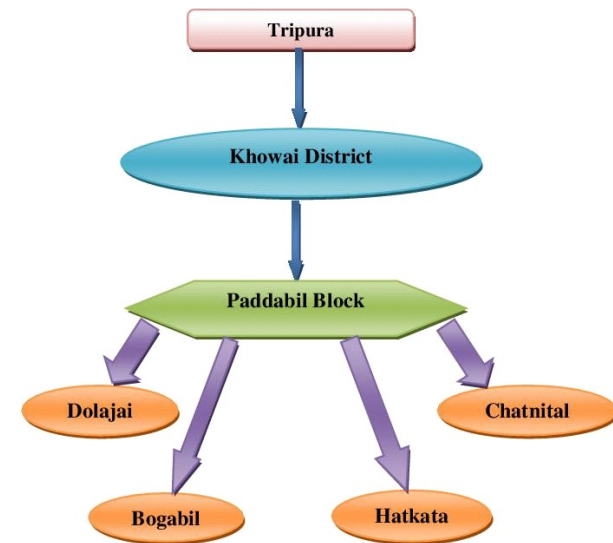 Tripura
Khowai District
Paddabil Block
Dolajai
Chatnital
Bogabil
Hatkata